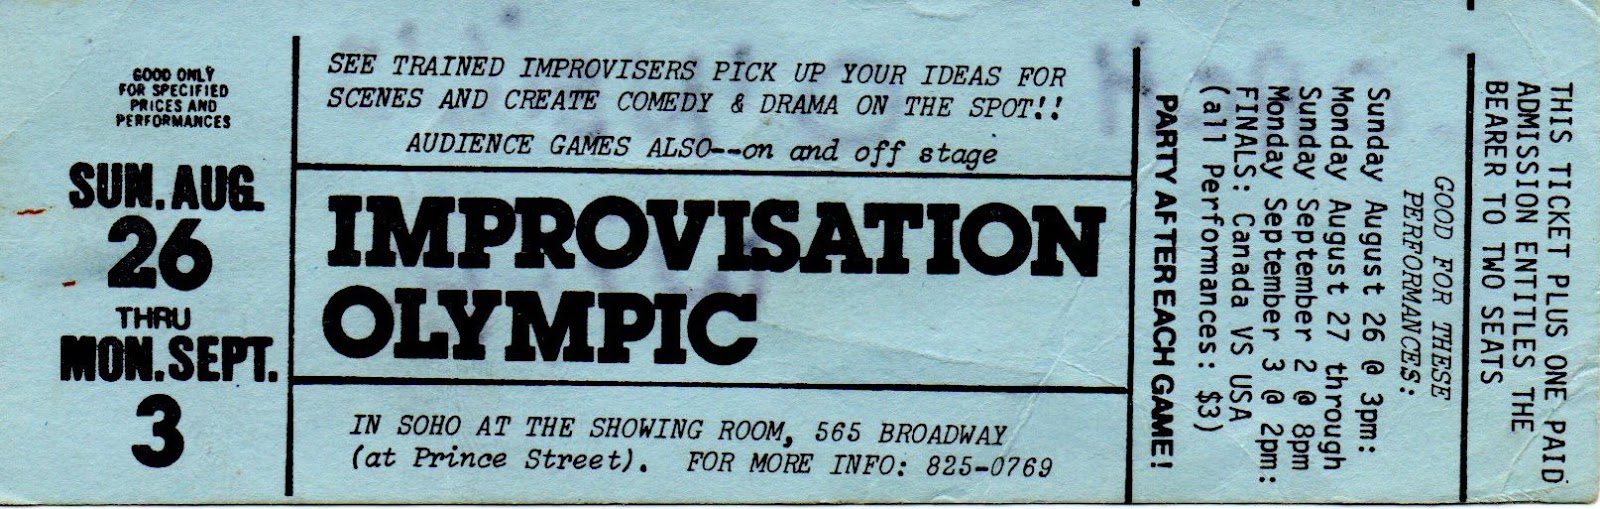 GOOD ONLY
FOR SPECIFIED
PRICES AND
PERFORMANCES
SUN. AUG.
26
THRU
MON. SEPT.
3
SEE TRAINED IMPROVISERS PICK UP YOUR IDEAS FOR
SCENES AND CREATE COMEDY & DRAMA ON THE SPOT!!
AUDIENCE GAMES ALSO--on and off stage
IMPROVISATION
OLYMPIC
IN SOHO AT THE SHOWING ROOM, 565 BROADWAY
(at Prince Street). FOR MORE INFO: 825-0769
GOOD FOR THESE
PERFORMANCES:
Sunday August 26 @ 3pm:
Monday August 27 through
Sunday September 2 @ 8pm
Monday September 3 @ 2pm:
FINALS: Canada VS USA
(all Performances: $3)
PARTY AFTER EACH GAME!
THIS TICKET PLUS ONE PAID
ADMISSION ENTITLES THE
BEARER TO TWO SEATS